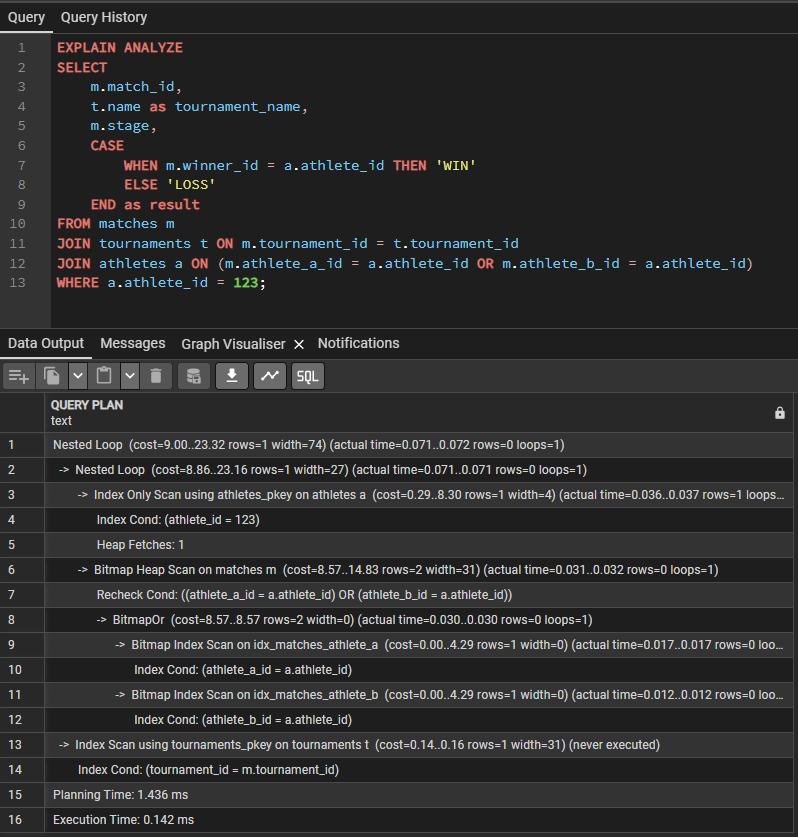 Query Query History
1 EXPLAIN ANALYZE
2 SELECT
3 m.match_id,
4 t.name as tournament_name,
5 m.stage,
6 CASE
7 WHEN m.winner_id = a.athlete_id THEN 'WIN'
8 ELSE 'LOSS'
9 END as result
10 FROM matches m
11 JOIN tournaments t ON m.tournament_id = t.tournament_id
12 JOIN athletes a ON (m.athlete_a_id = a.athlete_id OR m.athlete_b_id = a.athlete_id)
13 WHERE a.athlete_id = 123;
Data Output Messages Graph Visualiser Notifications
SQL
QUERY PLAN
text
1 Nested Loop (cost=9.00..23.32 rows=1 width=74) (actual time=0.071..0.072 rows=0 loops=1)
2 -> Nested Loop (cost=8.86..23.16 rows=1 width=27) (actual time=0.071..0.071 rows=0 loops=1)
3 -> Index Only Scan using athletes_pkey on athletes a (cost=0.29..8.30 rows=1 width=4) (actual time=0.036..0.037 rows=1 loops...
4 Index Cond: (athlete_id = 123)
5 Heap Fetches: 1
6 -> Bitmap Heap Scan on matches m (cost=8.57..14.83 rows=2 width=31) (actual time=0.031..0.032 rows=0 loops=1)
7 Recheck Cond: ((athlete_a_id = a.athlete_id) OR (athlete_b_id = a.athlete_id))
8 -> BitmapOr (cost=8.57..8.57 rows=2 width=0) (actual time=0.030..0.030 rows=0 loops=1)
9 -> Bitmap Index Scan on idx_matches_athlete_a (cost=0.00..4.29 rows=1 width=0) (actual time=0.017..0.017 rows=0 loo...
10 Index Cond: (athlete_a_id = a.athlete_id)
11 -> Bitmap Index Scan on idx_matches_athlete_b (cost=0.00..4.29 rows=1 width=0) (actual time=0.012..0.012 rows=0 loo...
12 Index Cond: (athlete_b_id = a.athlete_id)
13 -> Index Scan using tournaments_pkey on tournaments t (cost=0.14..0.16 rows=1 width=31) (never executed)
14 Index Cond: (tournament_id = m.tournament_id)
15 Planning Time: 1.436 ms
16 Execution Time: 0.142 ms